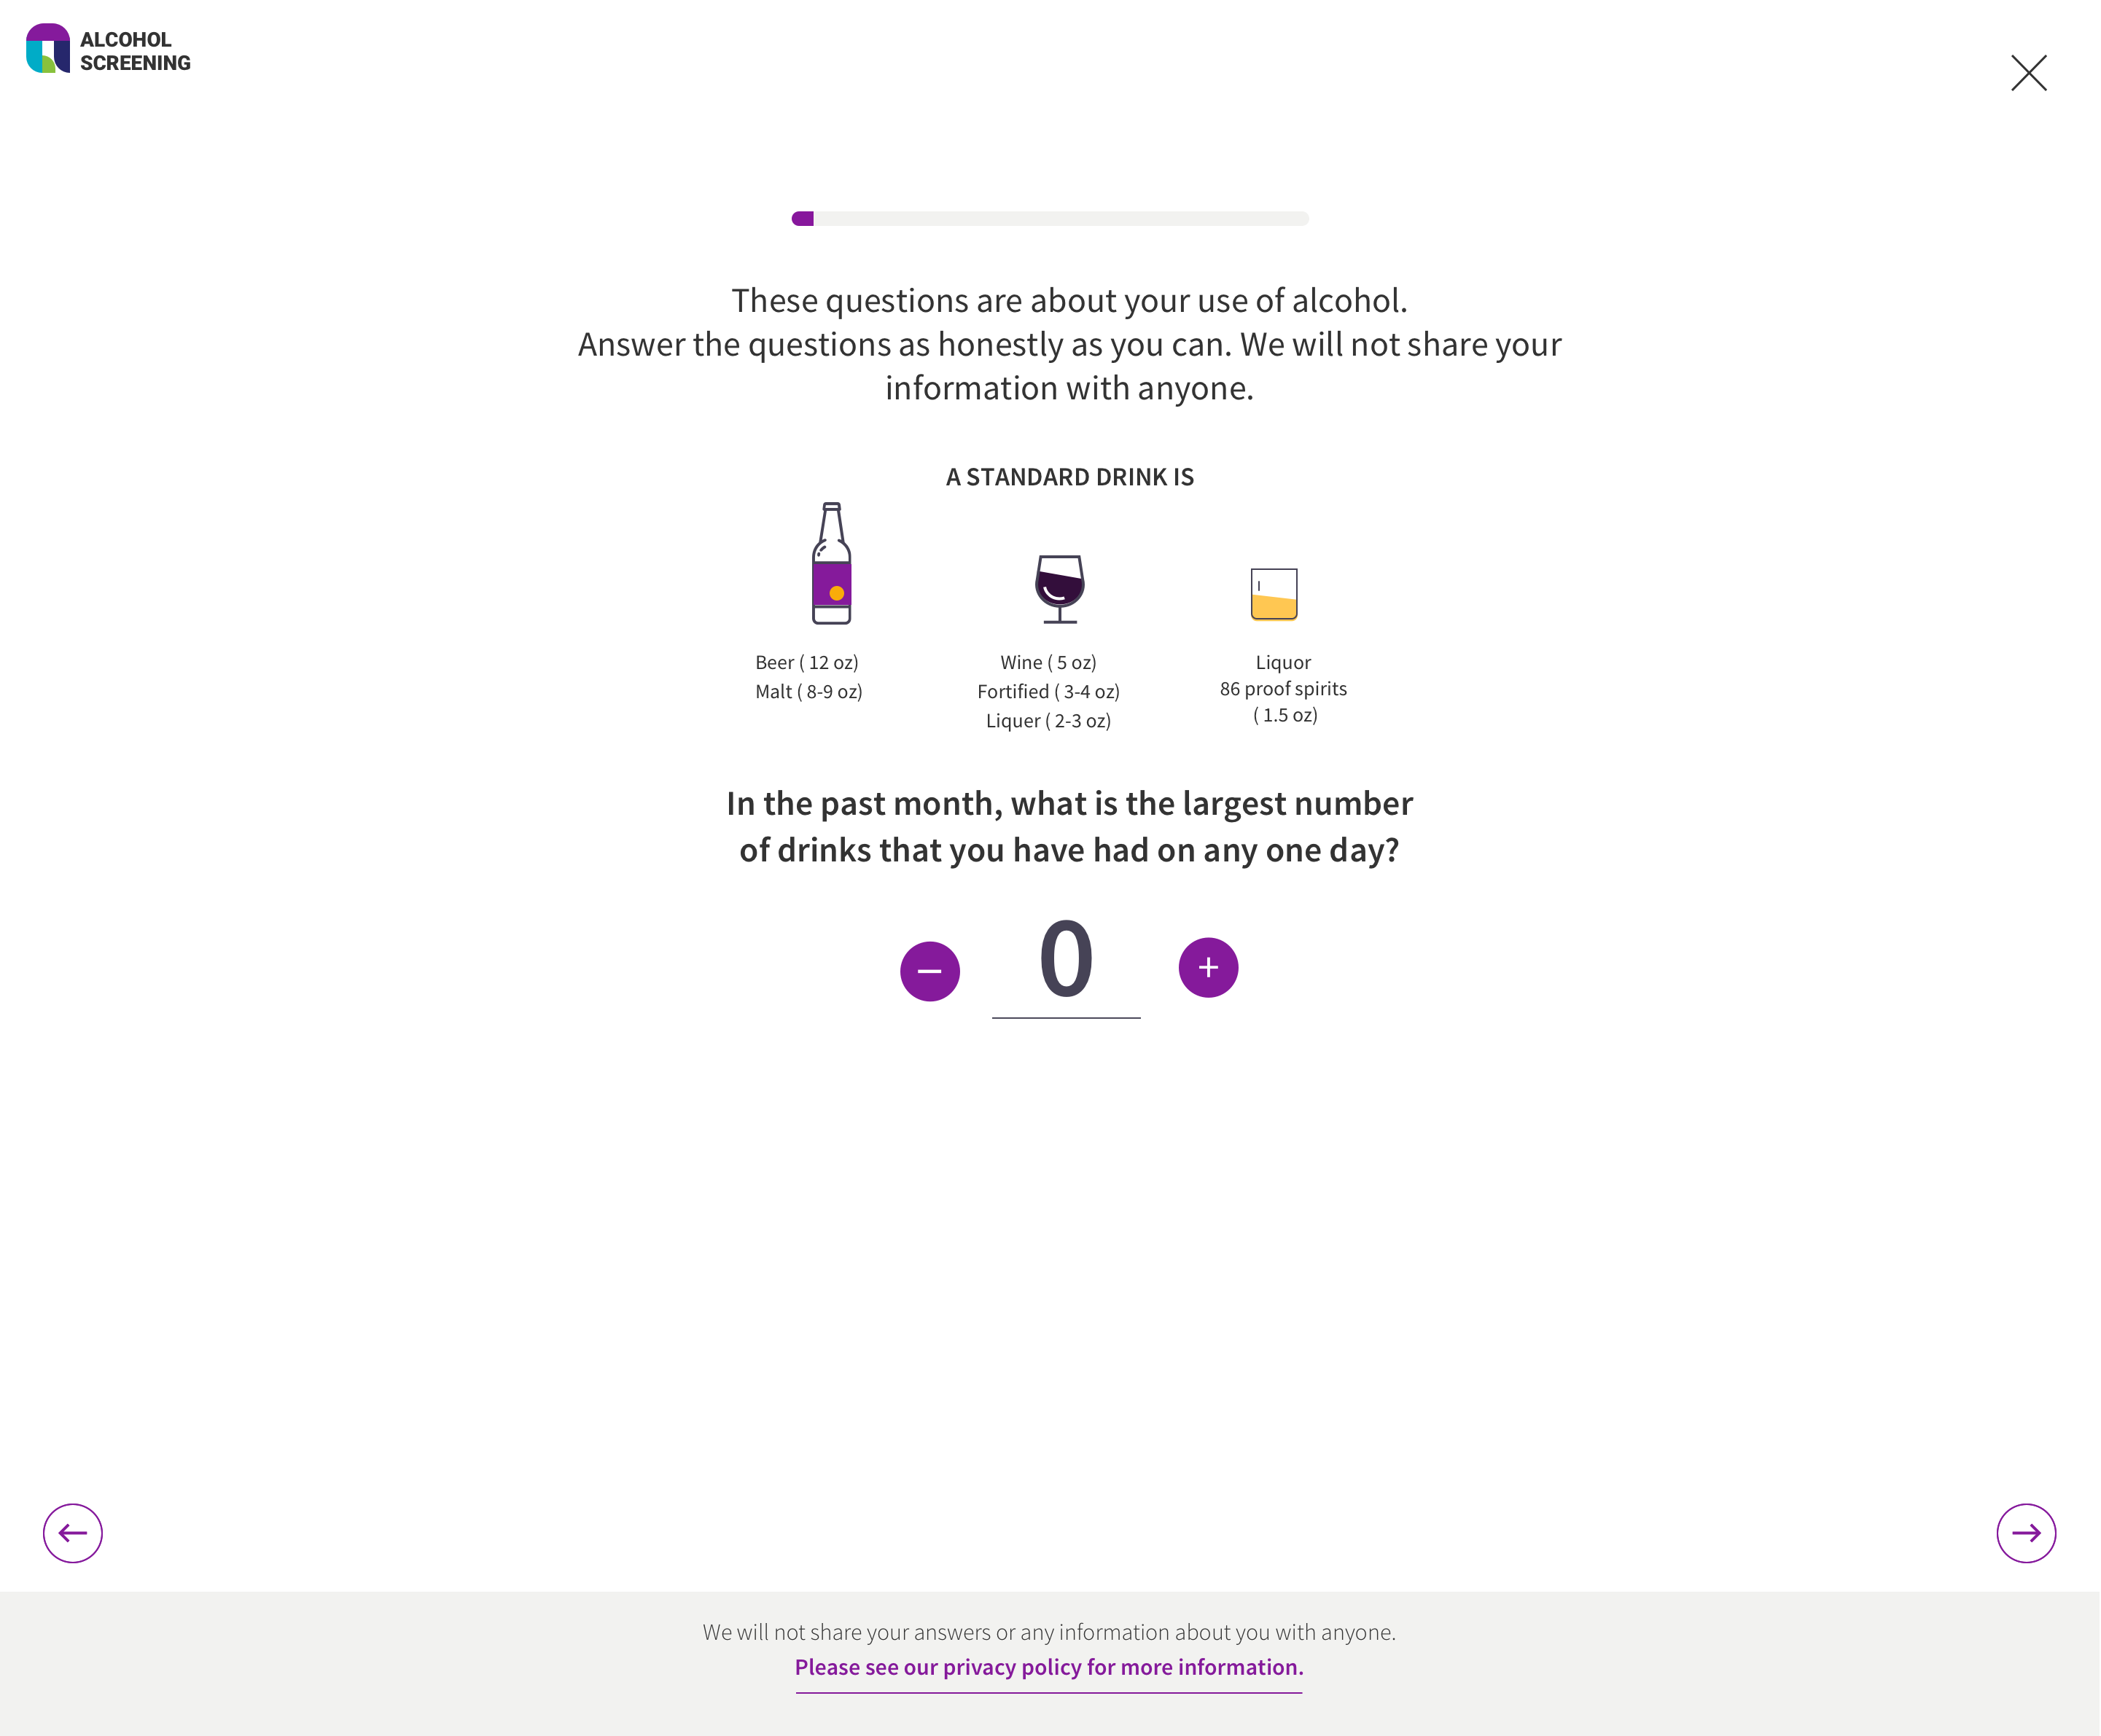 ALCOHOL
SCREENING
These questions are about your use of alcohol.
Answer the questions as honestly as you can. We will not share your
information with anyone.
A STANDARD DRINK IS
Beer ( 12 oz)
Malt ( 8-9 oz)
Wine ( 5 oz)
Fortified ( 3-4 oz)
Liquer ( 2-3 oz)
Liquor
86 proof spirits
( 1.5 oz)
In the past month, what is the largest number
of drinks that you have had on any one day?
0
We will not share your answers or any information about you with anyone.
Please see our privacy policy for more information.